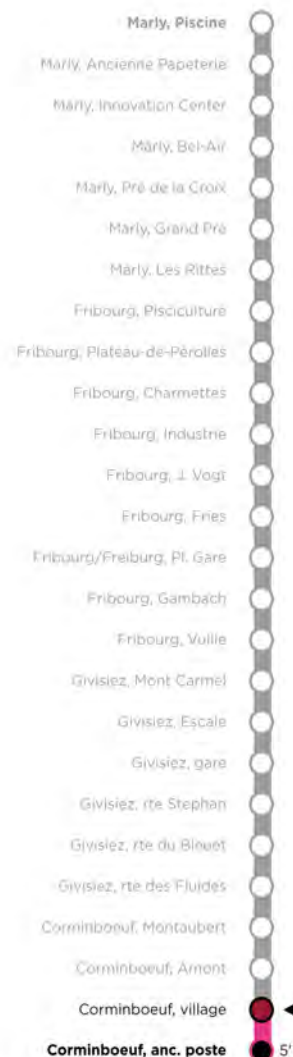 Marly, Piscine
Marly, Ancienne Papeterie
Marly, Innovation Center
Marly, Bel-Air
Marly, Pré de la Croix
Marly, Grand Pré
Marly, Les Rittes
Fribourg, Pisciculture
Fribourg, Plateau-de-Pérolles
Fribourg, Charmettes
Fribourg, Industrie
Fribourg, J. Vogt
Fribourg, Fries
Fribourg/Freiburg, Pl. Gare
Fribourg, Gambach
Fribourg, Vuille
Givisiez, Mont Carmel
Givisiez, Escale
Givisiez, gare
Givisiez, rte Stephan
Givisiez, rte du Bleuet
Givisiez, rte des Fluides
Corminboeuf, Montaubert
Corminboeuf, Amont
Corminboeuf, village
Corminboeuf, anc. poste 5'